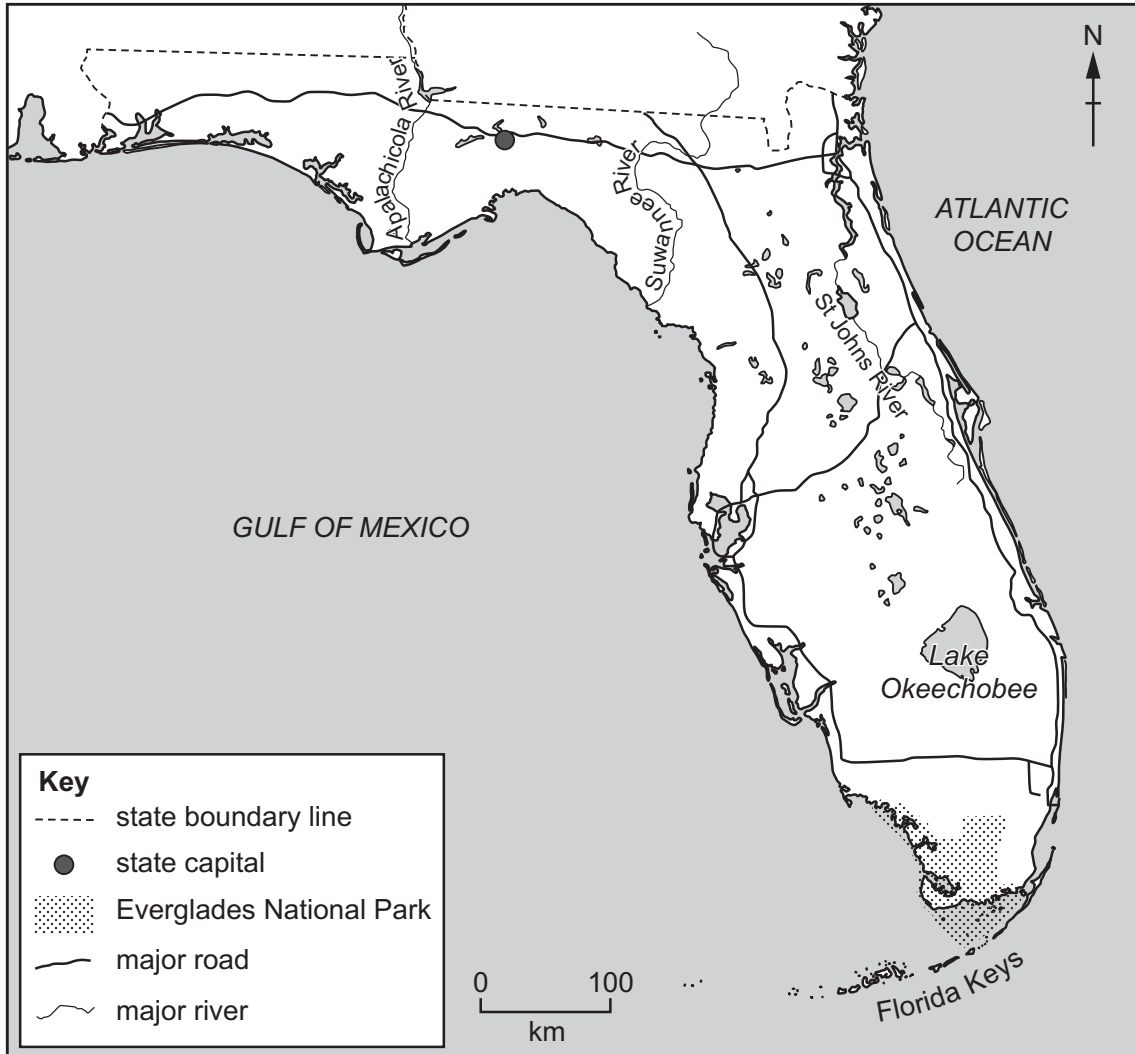 N
Apalachicola River
Suwannee River
ATLANTIC
OCEAN
St Johns River
GULF OF MEXICO
Lake
Okeechobee
Key
state boundary line
state capital
Everglades National Park
major road
major river
0 100
km
Florida Keys